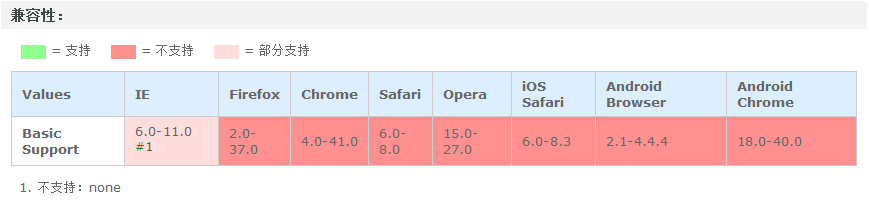 兼容性：
= 支持 = 不支持 = 部分支持
Values IE Firefox Chrome Safari Opera iOS Safari Android Browser Android Chrome
Basic Support 6.0-11.0 #1 2.0-37.0 4.0-41.0 6.0-8.0 15.0-27.0 6.0-8.3 2.1-4.4.4 18.0-40.0
1. 不支持：none